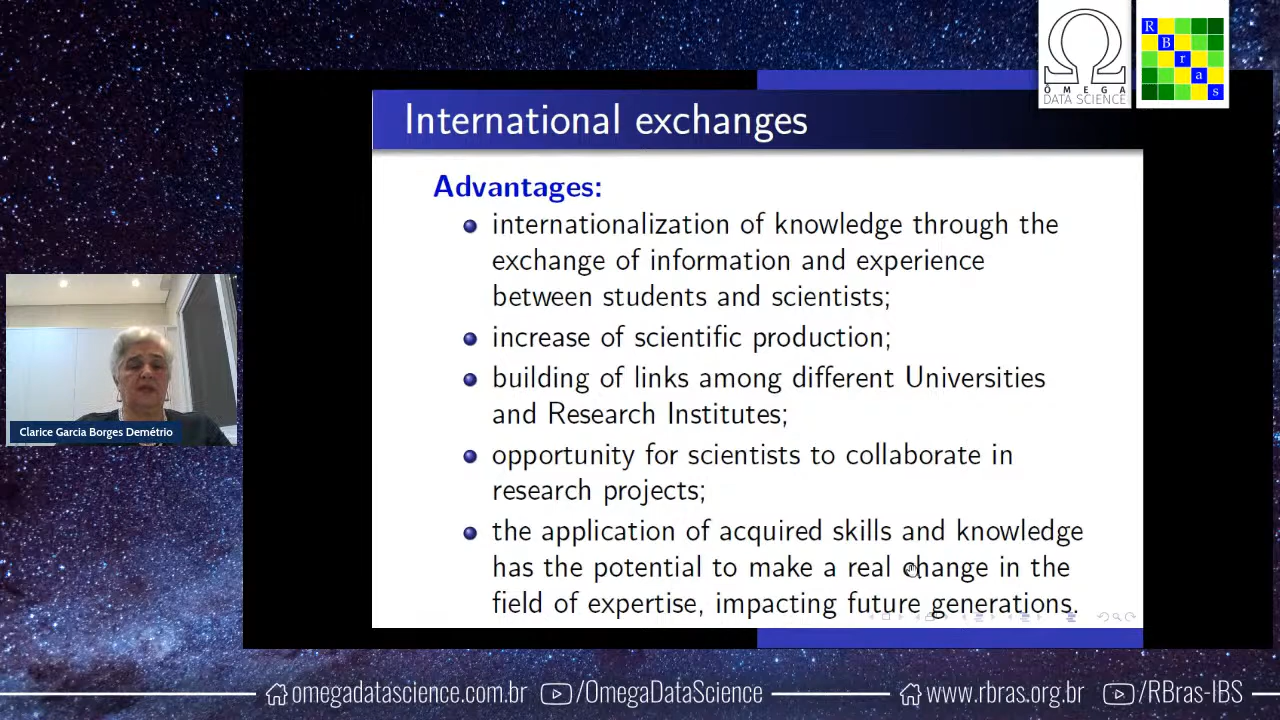 Ω
ÔMEGA
DATA SCIENCE
R
B
r
a
s
International exchanges
Advantages:
internationalization of knowledge through the
exchange of information and experience
between students and scientists;
increase of scientific production;
building of links among different Universities
and Research Institutes;
opportunity for scientists to collaborate in
research projects;
the application of acquired skills and knowledge
has the potential to make a real change in the
field of expertise, impacting future generations.
Clarice Garcia Borges Demétrio
omegadatascience.com.br /OmegaDataScience www.rbras.org.br /RBras-IBS